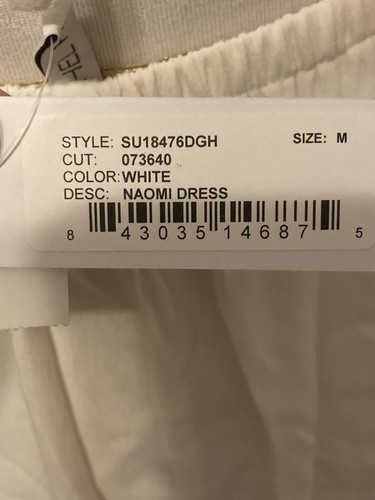 STYLE: SU18476DGH SIZE: M
CUT: 073640
COLOR: WHITE
DESC: NAOMI DRESS
8 43035 14687 5